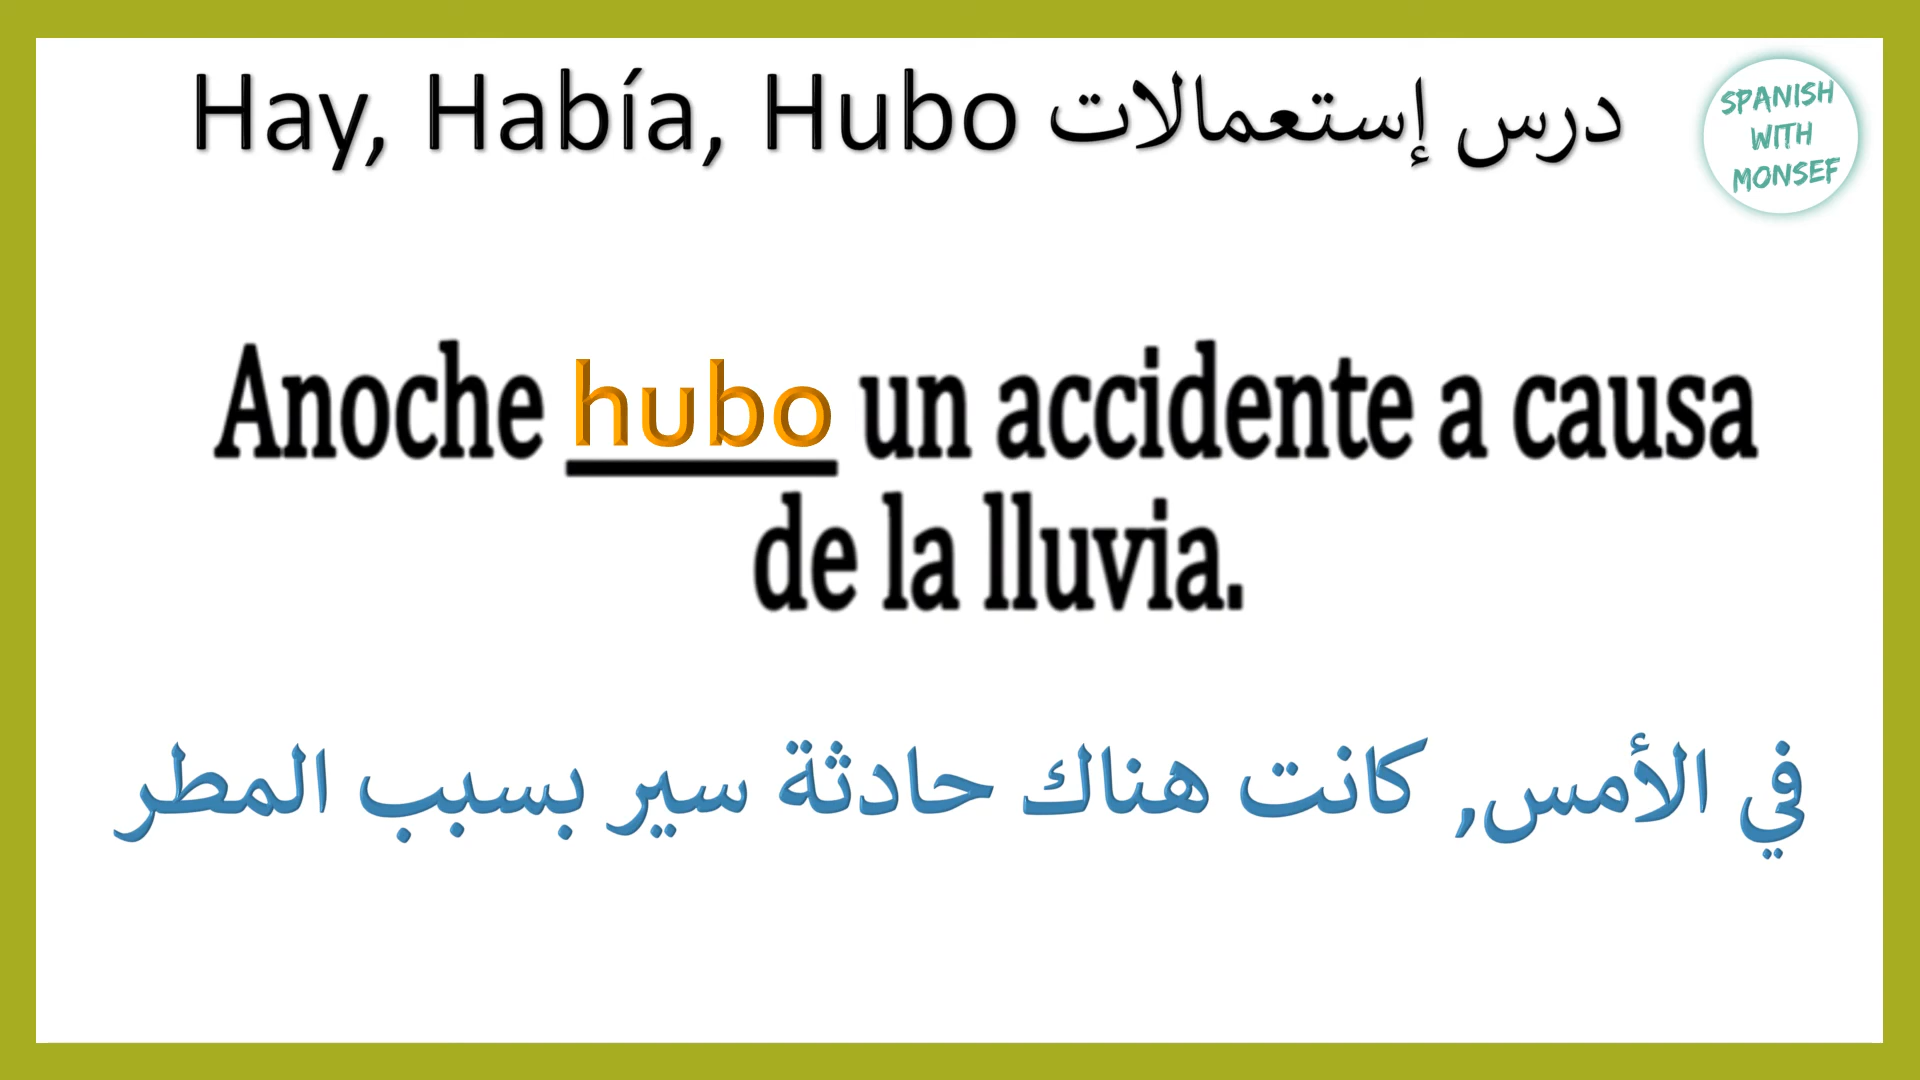 درس إستعمالات Hay, Había, Hubo
SPANISH
WITH
MONSEF
Anoche hubo un accidente a causa
de la lluvia.
في الأمس, كانت هناك حادثة سير بسبب المطر